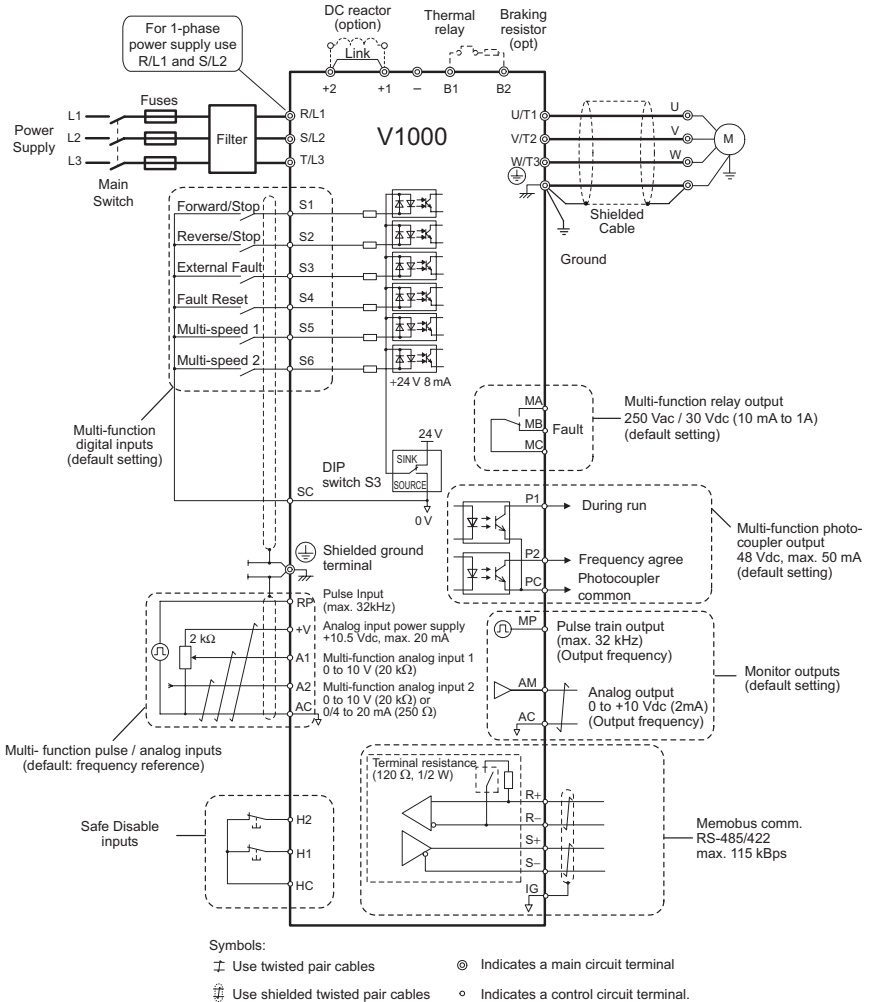 DC reactor
(option)
Thermal
relay
Braking
resistor
(opt)
For 1-phase
power supply use
R/L1 and S/L2
Link
+2
+1
–
B1
B2
Fuses
L1
L2
L3
Power
Supply
Main
Switch
Filter
R/L1
S/L2
T/L3
V1000
U/T1
V/T2
W/T3
U
V
W
M
Shielded
Cable
Ground
Forward/Stop
S1
Reverse/Stop
S2
External Fault
S3
Fault Reset
S4
Multi-speed 1
S5
Multi-speed 2
S6
+24 V 8 mA
Multi-function
digital inputs
(default setting)
24 V
SINK
SOURCE
DIP
switch S3
SC
0 V
MA
MB
MC
Fault
Multi-function relay output
250 Vac / 30 Vdc (10 mA to 1A)
(default setting)
P1
During run
P2
Frequency agree
PC
Photocoupler
common
Multi-function photo-
coupler output
48 Vdc, max. 50 mA
(default setting)
Shielded ground
terminal
RP
Pulse Input
(max. 32kHz)
+V
Analog input power supply
+10.5 Vdc, max. 20 mA
2 kΩ
A1
Multi-function analog input 1
0 to 10 V (20 kΩ)
A2
Multi-function analog input 2
0 to 10 V (20 kΩ) or
0/4 to 20 mA (250 Ω)
AC
Multi- function pulse / analog inputs
(default: frequency reference)
MP
Pulse train output
(max. 32 kHz)
(Output frequency)
AM
Analog output
0 to +10 Vdc (2mA)
(Output frequency)
AC
Monitor outputs
(default setting)
Terminal resistance
(120 Ω, 1/2 W)
R+
R–
S+
S–
IG
Memobus comm.
RS-485/422
max. 115 kBps
Safe Disable
inputs
H2
H1
HC
Symbols:
Use twisted pair cables
Indicates a main circuit terminal
Use shielded twisted pair cables
Indicates a control circuit terminal.